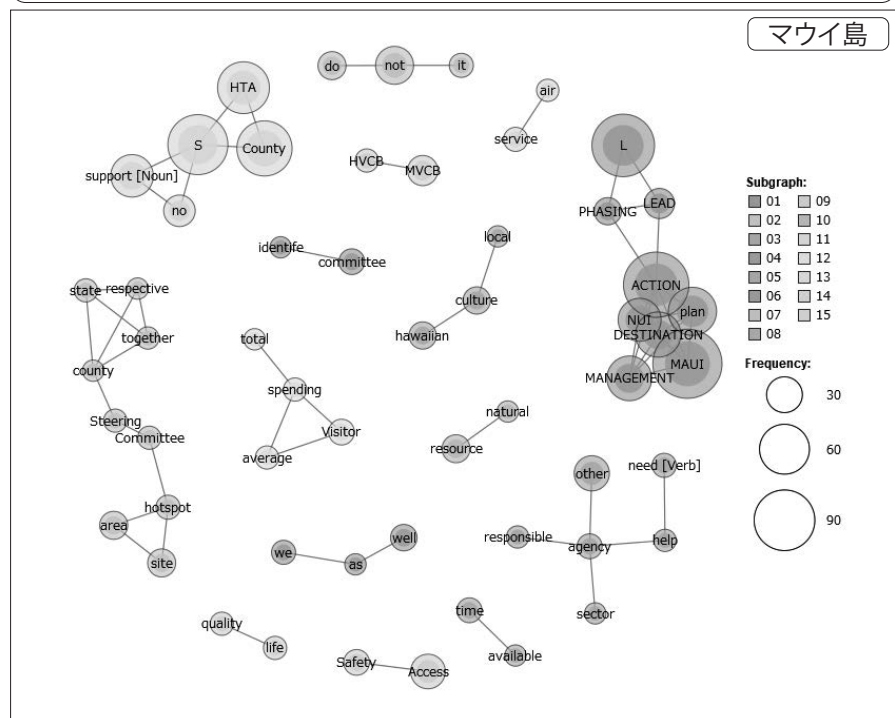 マウイ島
do not it
HTA
air
S
County
service
L
support [Noun]
HVCB
MVCB
no
PHASING
LEAD
Subgraph:
01 09
02 10
03 11
04 12
05 13
06 14
07 15
08
identife
committee
local
culture
hawaiian
state
respective
together
county
ACTION
plan
NUI
DESTINATION
MAUI
MANAGEMENT
total
spending
Visitor
average
Frequency:
30
60
90
Steering
Committee
natural
resource
hotspot
area
site
other
need [Verb]
responsible
agency
help
sector
we
as
well
quality
life
time
available
Safety
Access